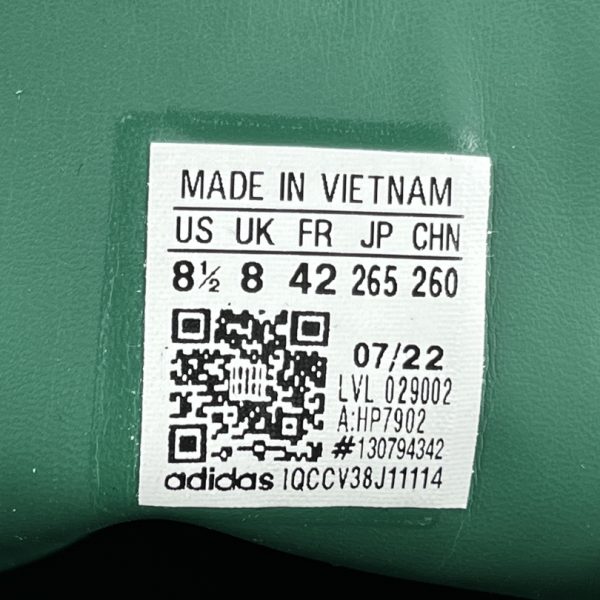 MADE IN VIETNAM
US UK FR JP CHN
8½ 8 42 265 260
07/22
LVL 029002
A:HP7902
#130794342
adidas IQCCV38J11114